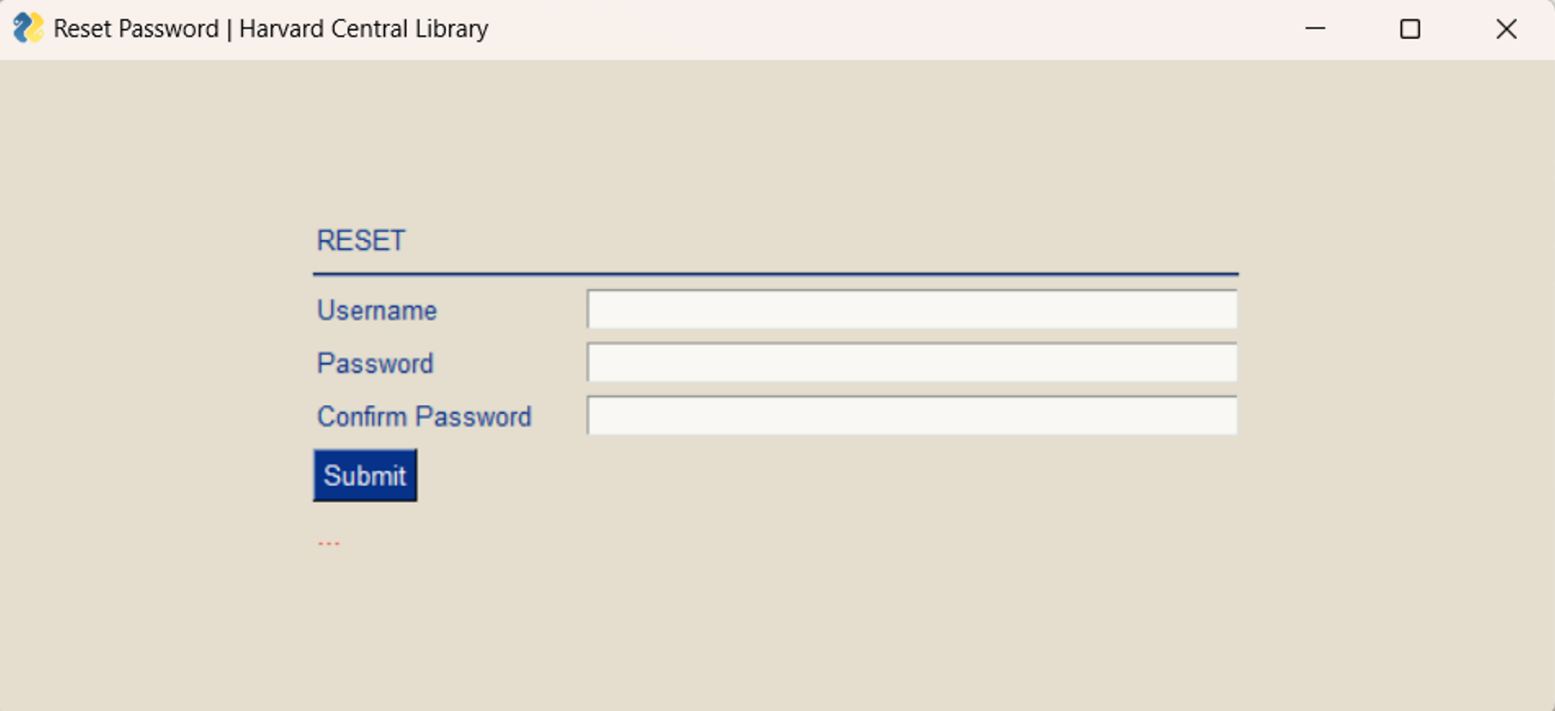 Reset Password | Harvard Central Library
RESET
Username
Password
Confirm Password
Submit
---